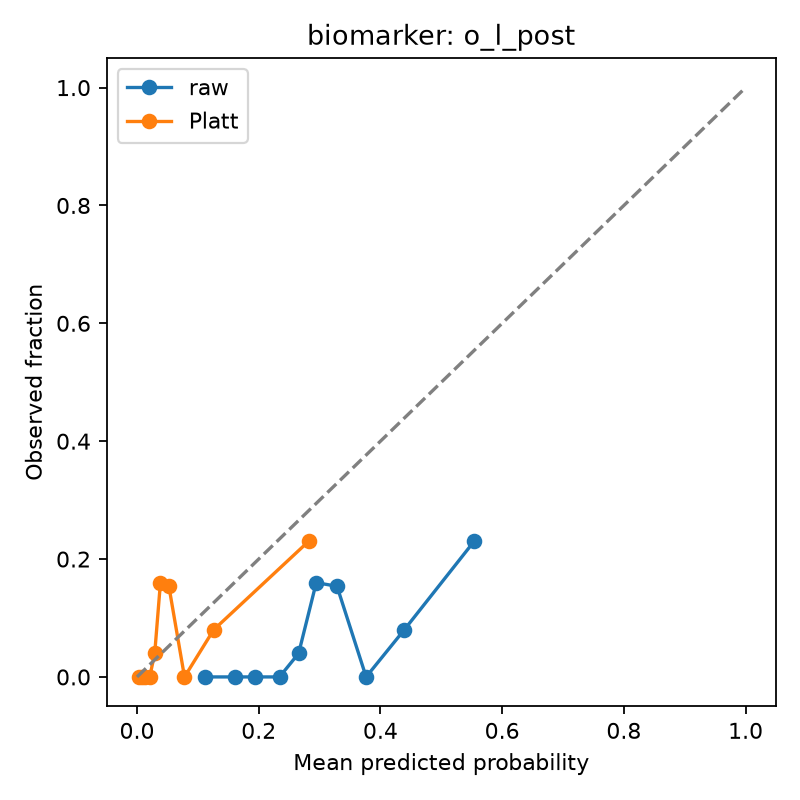 biomarker: o_l_post
raw
Platt
1.0
0.8
0.6
0.4
0.2
0.0
Observed fraction
0.0 0.2 0.4 0.6 0.8 1.0
Mean predicted probability